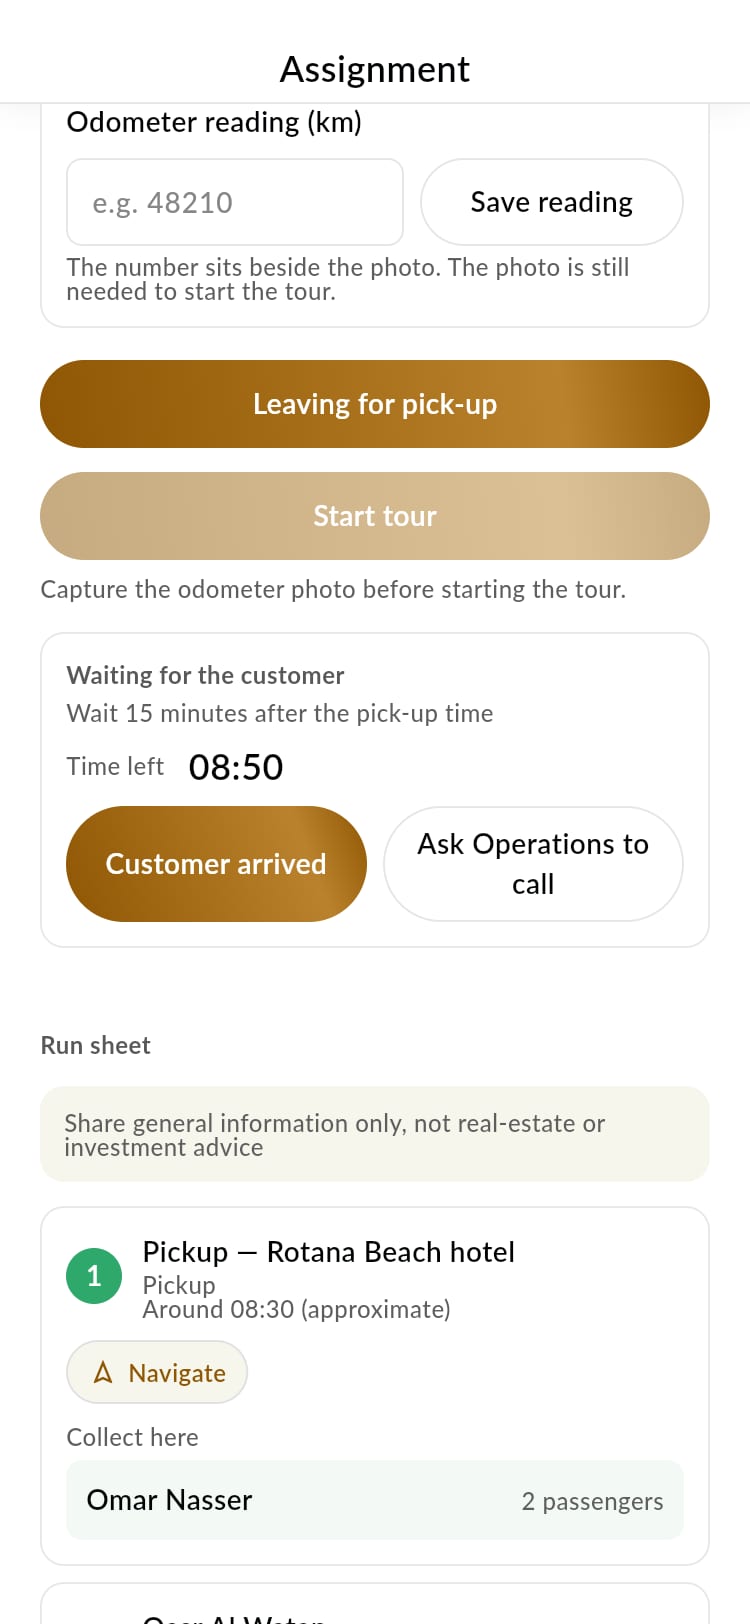 Assignment
Odometer reading (km)
e.g. 48210
Save reading
The number sits beside the photo. The photo is still
needed to start the tour.
Leaving for pick-up
Start tour
Capture the odometer photo before starting the tour.
Waiting for the customer
Wait 15 minutes after the pick-up time
Time left 08:50
Customer arrived
Ask Operations to
call
Run sheet
Share general information only, not real-estate or
investment advice
1
Pickup — Rotana Beach hotel
Pickup
Around 08:30 (approximate)
Navigate
Collect here
Omar Nasser
2 passengers